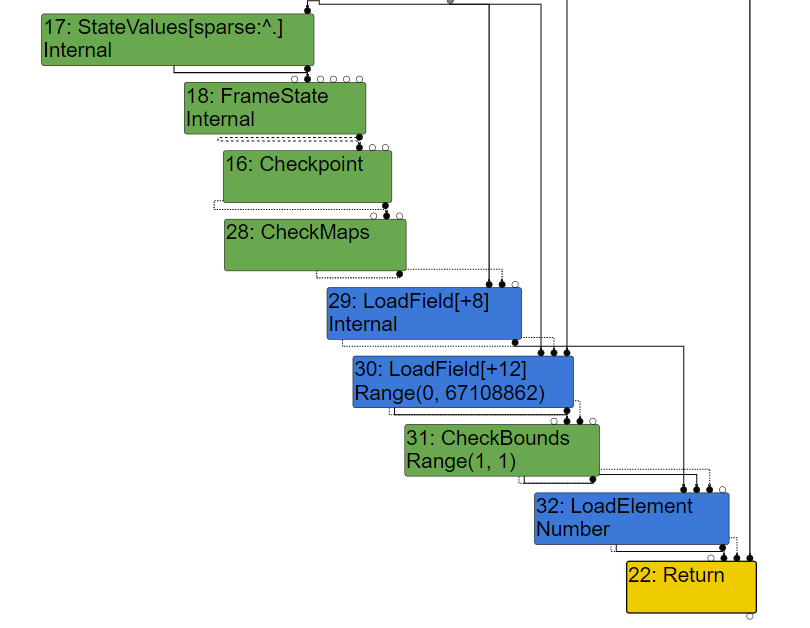 17: StateValues[sparse:^.]
Internal
18: FrameState
Internal
16: Checkpoint
28: CheckMaps
29: LoadField[+8]
Internal
30: LoadField[+12]
Range(0, 67108862)
31: CheckBounds
Range(1, 1)
32: LoadElement
Number
22: Return